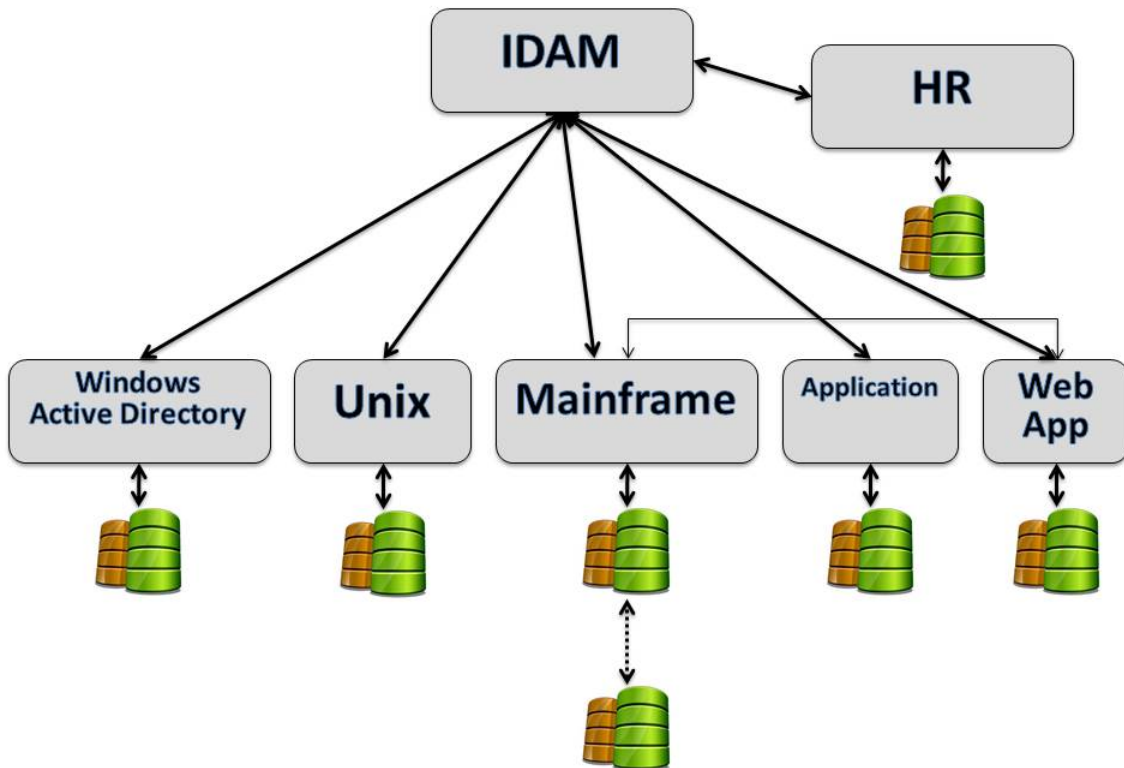 IDAM
HR
Windows
Active Directory
Unix
Mainframe
Application
Web
App